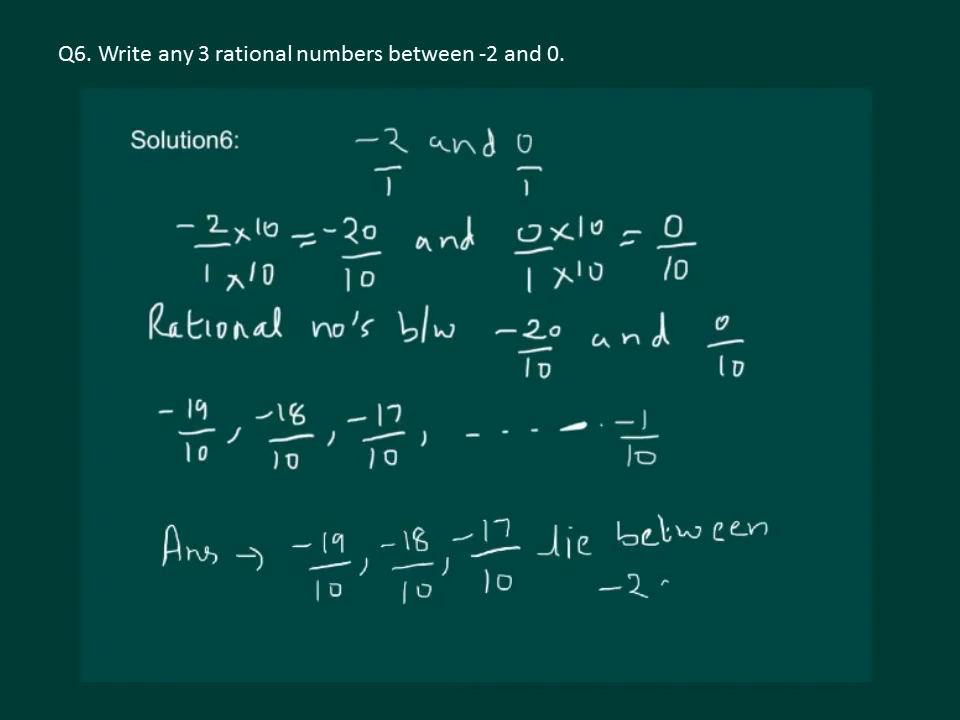 Q6. Write any 3 rational numbers between -2 and 0.
Solution6: -2/1 and 0/1
-2×10/1×10 = -20/10 and 0×10/1×10 = 0/10
Rational no's b/w -20/10 and 0/10
-19/10, -18/10, -17/10, - - - - . -1/10
Ans → -19/10, -18/10, -17/10 lie between
-2